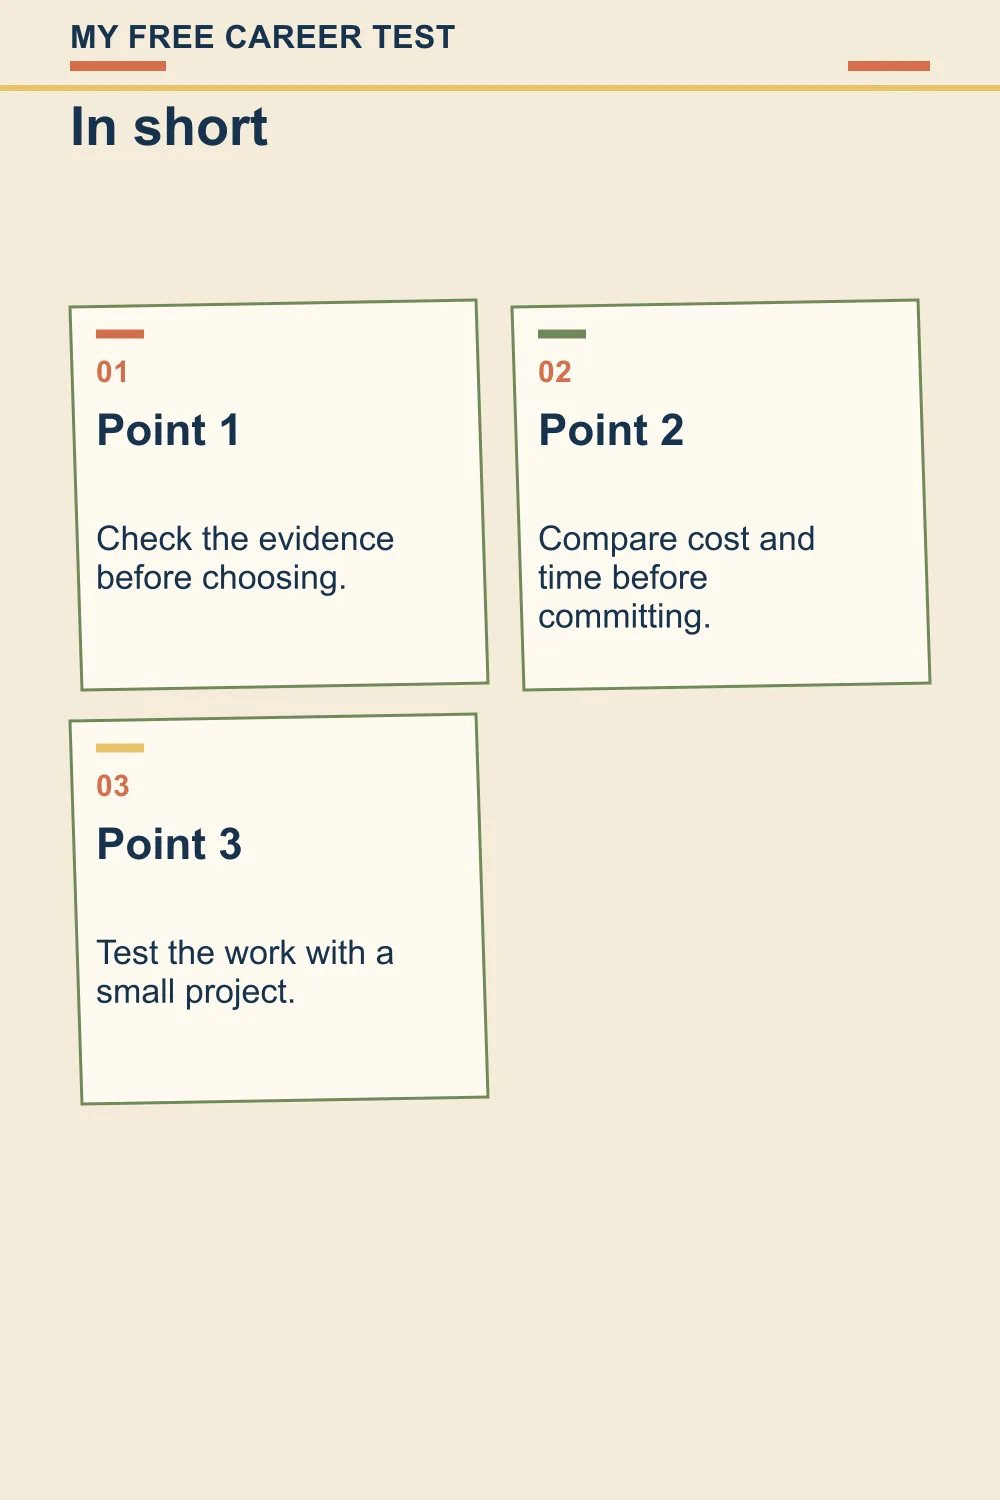 MY FREE CAREER TEST
In short
01
Point 1
Check the evidence
before choosing.
02
Point 2
Compare cost and
time before
committing.
03
Point 3
Test the work with a
small project.